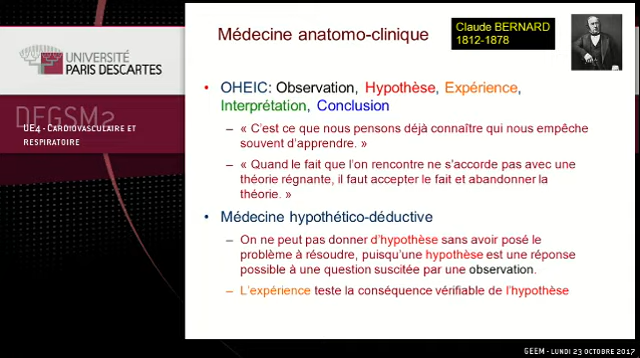 Médecine anatomo-clinique
Claude BERNARD
1812-1878
UNIVERSITÉ
PARIS DESCARTES
DFGSM2
UE4 - Cardiovasculaire et
respiratoire
• OHEIC: Observation, Hypothèse, Expérience,
Interprétation, Conclusion
– « C'est ce que nous pensons déjà connaître qui nous empêche
souvent d'apprendre. »
– « Quand le fait que l'on rencontre ne s'accorde pas avec une
théorie régnante, il faut accepter le fait et abandonner la
théorie. »
• Médecine hypothético-déductive
– On ne peut pas donner d'hypothèse sans avoir posé le
problème à résoudre, puisqu'une hypothèse est une réponse
possible à une question suscitée par une observation.
– L'expérience teste la conséquence vérifiable de l'hypothèse
GEEM - LUNDI 23 OCTOBRE 2017